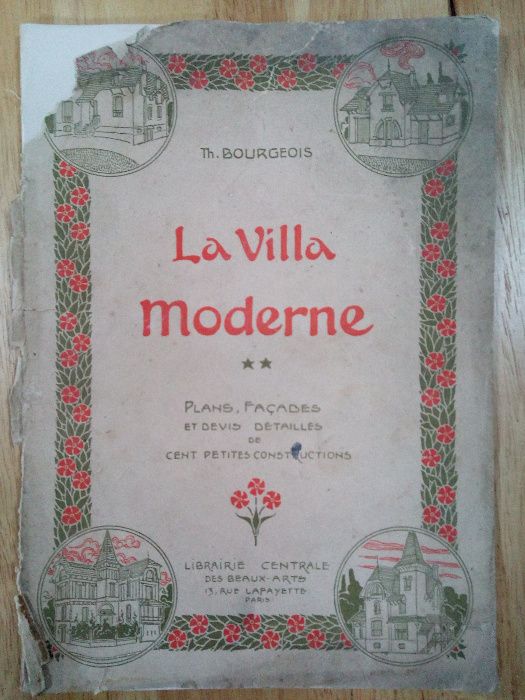 Th. BOURGEOIS
La Villa
Moderne
★★
PLANS, FAÇADES
ET DEVIS DÉTAILLÉS
DE
CENT PETITES CONSTRUCTIONS
LIBRAIRIE CENTRALE
DES BEAUX-ARTS
13, RUE LAFAYETTE
PARIS